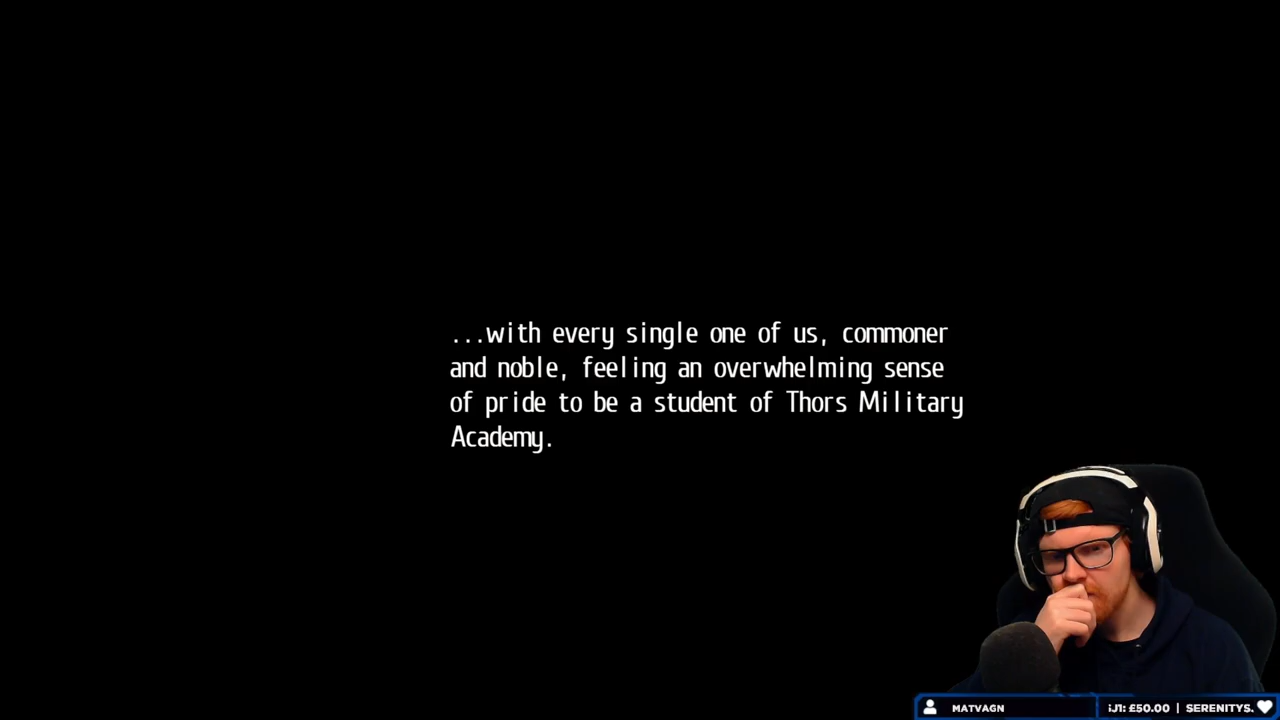 ...with every single one of us, commoner
and noble, feeling an overwhelming sense
of pride to be a student of Thors Military
Academy.
MATVAGN
iJ1: £50.00 | SERENITYS.